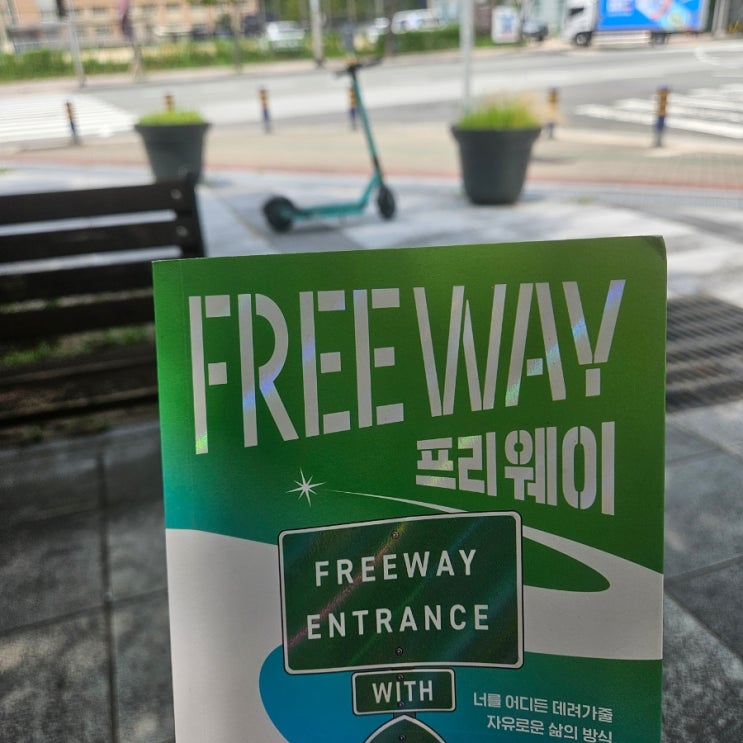 FREEWAY
프리웨이
FREEWAY
ENTRANCE
WITH
너를 어디든 데려가줄
자유로운 삶의 방식